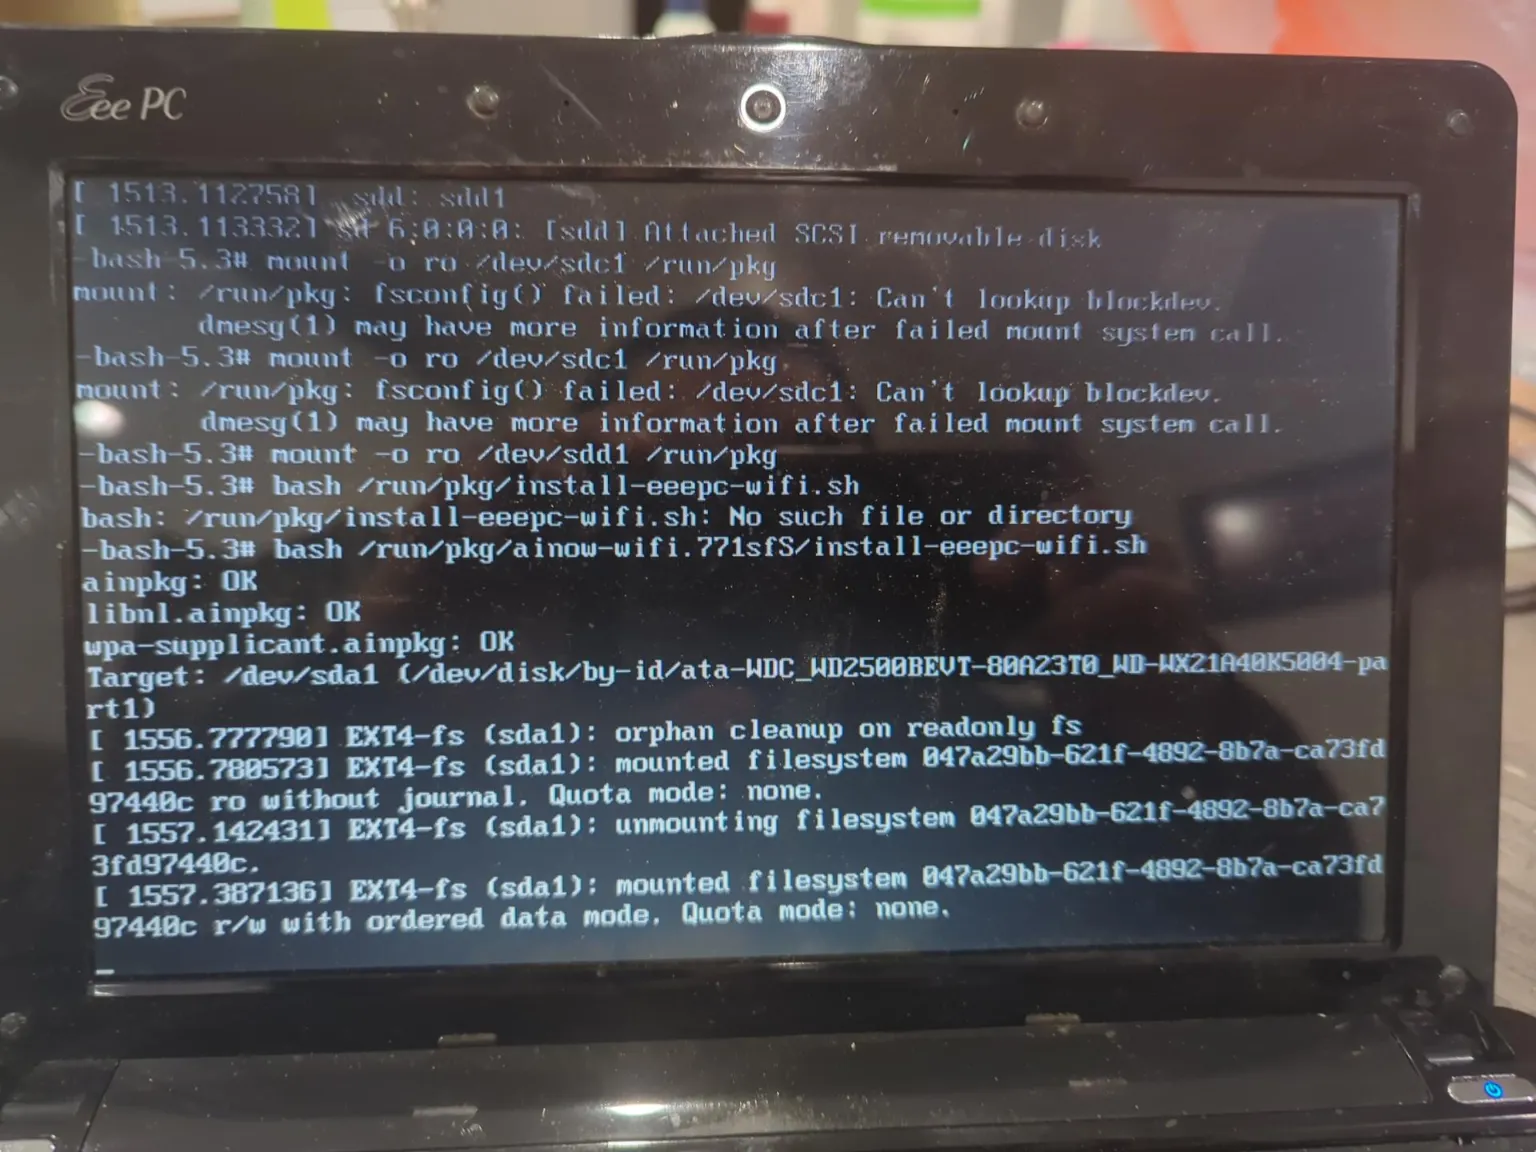 Eee PC
[ 1513.112758]  sdd: sdd1
[ 1513.113332] sd 6:0:0:0: [sdd] Attached SCSI removable disk
-bash-5.3# mount -o ro /dev/sdc1 /run/pkg
mount: /run/pkg: fsconfig() failed: /dev/sdc1: Can't lookup blockdev.
       dmesg(1) may have more information after failed mount system call.
-bash-5.3# mount -o ro /dev/sdc1 /run/pkg
mount: /run/pkg: fsconfig() failed: /dev/sdc1: Can't lookup blockdev.
       dmesg(1) may have more information after failed mount system call.
-bash-5.3# mount -o ro /dev/sdd1 /run/pkg
-bash-5.3# bash /run/pkg/install-eeepc-wifi.sh
bash: /run/pkg/install-eeepc-wifi.sh: No such file or directory
-bash-5.3# bash /run/pkg/ainow-wifi.771sfS/install-eeepc-wifi.sh
ainpkg: OK
libnl.ainpkg: OK
wpa-supplicant.ainpkg: OK
Target: /dev/sda1 (/dev/disk/by-id/ata-WDC_WD2500BEVT-80A23T0_WD-WX21A40K5004-pa
rt1)
[ 1556.777790] EXT4-fs (sda1): orphan cleanup on readonly fs
[ 1556.780573] EXT4-fs (sda1): mounted filesystem 047a29bb-621f-4892-8b7a-ca73fd
97440c ro without journal. Quota mode: none.
[ 1557.142431] EXT4-fs (sda1): unmounting filesystem 047a29bb-621f-4892-8b7a-ca7
3fd97440c.
[ 1557.387136] EXT4-fs (sda1): mounted filesystem 047a29bb-621f-4892-8b7a-ca73fd
97440c r/w with ordered data mode. Quota mode: none.